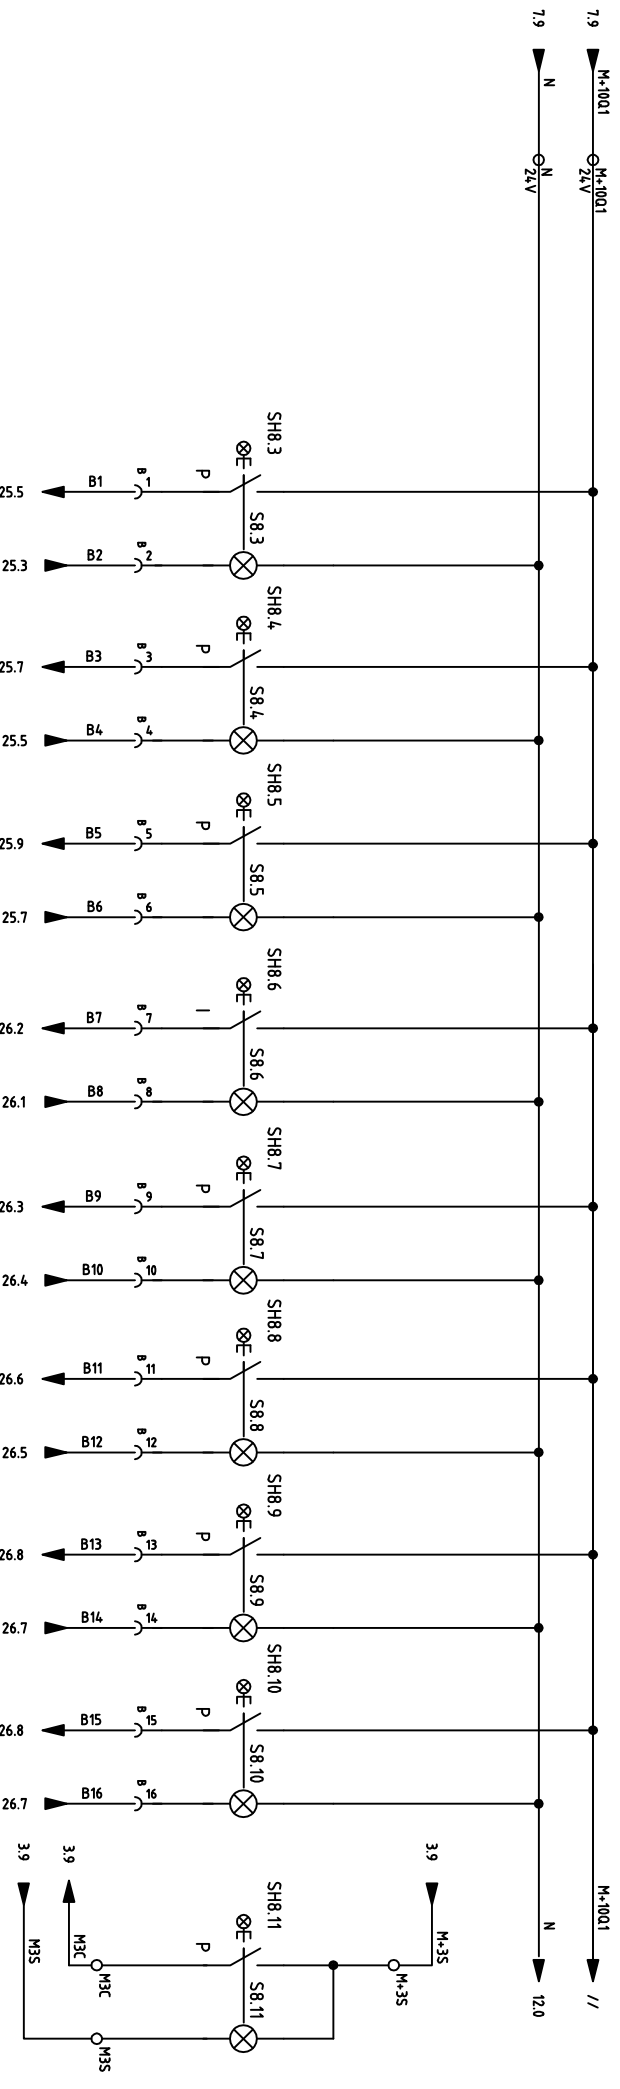 7.9
7.9
M+10Q1
N
M+10Q1
24V
N
24V
SH8.3
S8.3
P
B 1
B1
25.5
B 2
B2
25.3
SH8.4
S8.4
P
B 3
B3
25.7
B 4
B4
25.5
SH8.5
S8.5
P
B 5
B5
25.9
B 6
B6
25.7
SH8.6
S8.6
I
B 7
B7
26.2
B 8
B8
26.1
SH8.7
S8.7
P
B 9
B9
26.3
B 10
B10
26.4
SH8.8
S8.8
P
B 11
B11
26.6
B 12
B12
26.5
SH8.9
S8.9
P
B 13
B13
26.8
B 14
B14
26.7
SH8.10
S8.10
P
B 15
B15
26.8
B 16
B16
26.7
M+10Q1
N
//
12.0
3.9
M+3S
M+3S
SH8.11
S8.11
P
3.9
M3C
M3C
3.9
M3S
M3S